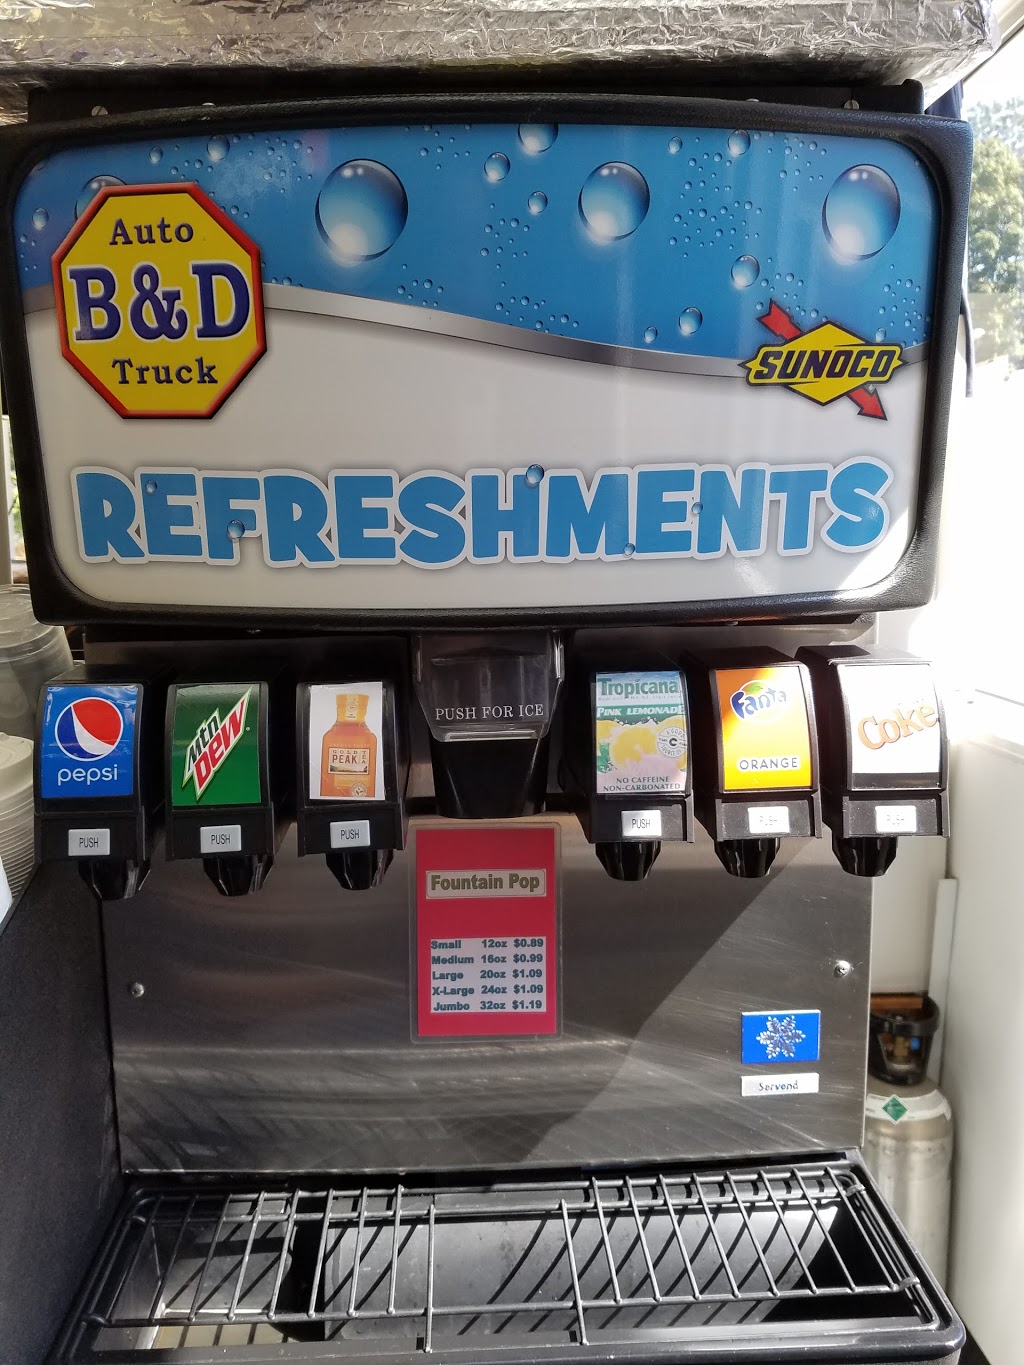 Auto
B&D
Truck
SUNOCO
REFRESHMENTS
PUSH FOR ICE
pepsi
Mtn
DEW
GOLD
PEAK
Tropicana
PINK LEMONADE
NO CAFFEINE
NON-CARBONATED
Fanta
ORANGE
Coke
PUSH
PUSH
PUSH
PUSH
PUSH
PUSH
Fountain Pop
Small 12oz $0.89
Medium 16oz $0.99
Large 20oz $1.09
X-Large 24oz $1.09
Jumbo 32oz $1.19
Servend